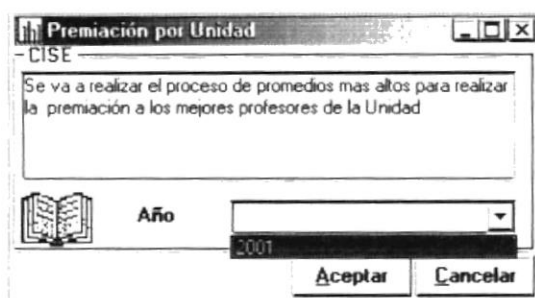 Premiación por Unidad
CISE
Se va a realizar el proceso de promedios mas altos para realizar
la premiación a los mejores profesores de la Unidad
Año
2001
Aceptar Cancelar